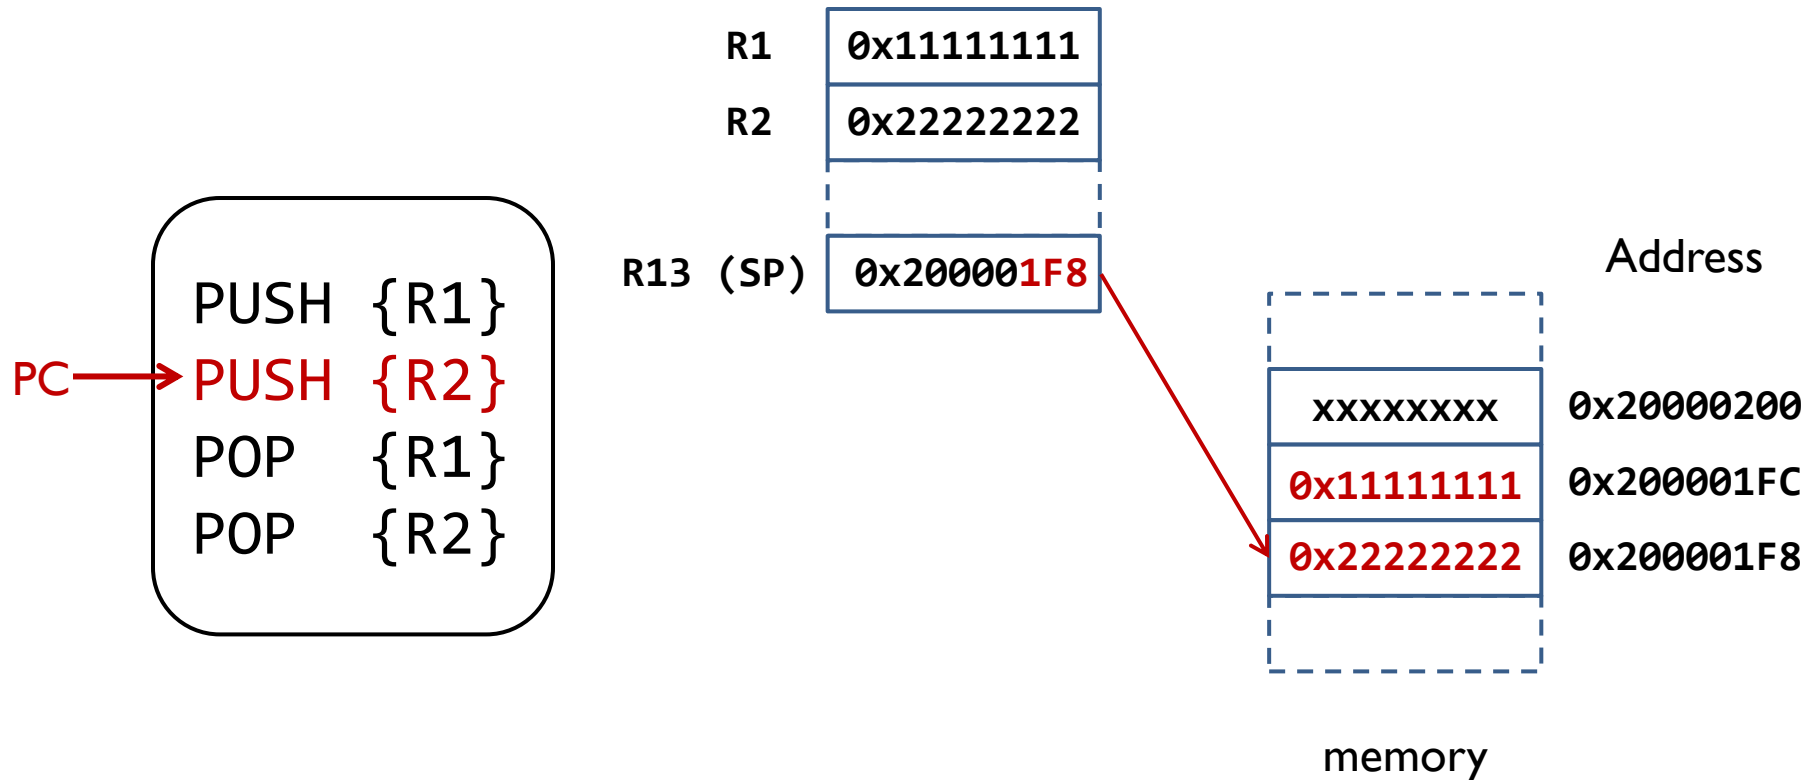 R1 0x11111111
R2 0x22222222
R13 (SP) 0x200001F8
PC
PUSH {R1}
PUSH {R2}
POP {R1}
POP {R2}
Address
xxxxxxxx 0x20000200
0x11111111 0x200001FC
0x22222222 0x200001F8
memory